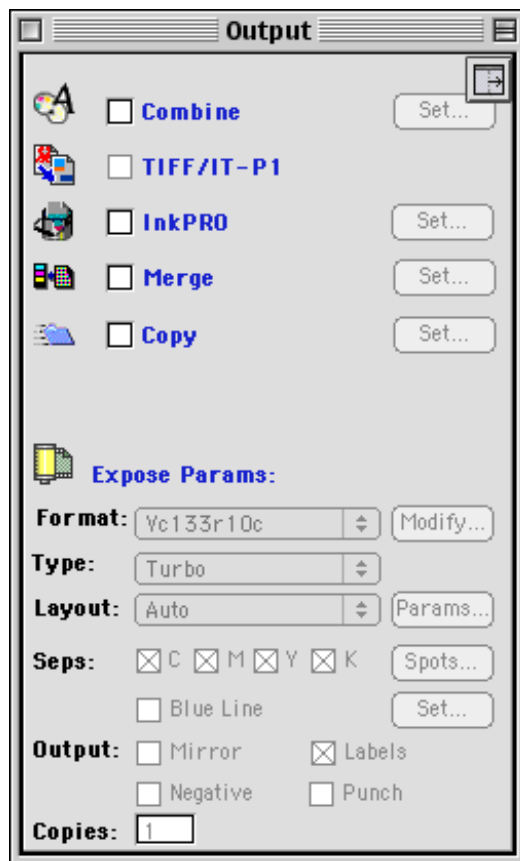 Output
Combine Set...
TIFF/IT-P1
InkPRO Set...
Merge Set...
Copy Set...
Expose Params:
Format: Vc133r10c Modify...
Type: Turbo
Layout: Auto Params...
Seps: C M Y K Spots...
Blue Line Set...
Output: Mirror Labels
Negative Punch
Copies: 1